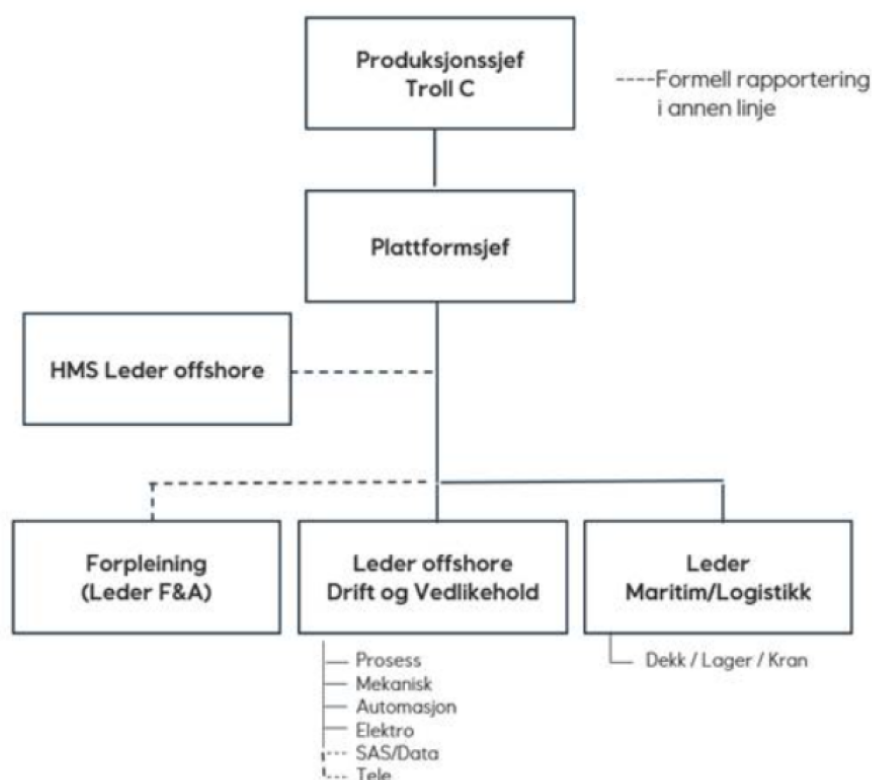 Produksjonssjef
Troll C
----Formell rapportering
i annen linje
Plattformsjef
HMS Leder offshore
Forpleining
(Leder F&A)
Leder offshore
Drift og Vedlikehold
Leder
Maritim/Logistikk
Prosess
Mekanisk
Automasjon
Elektro
SAS/Data
Tele
Dekk / Lager / Kran